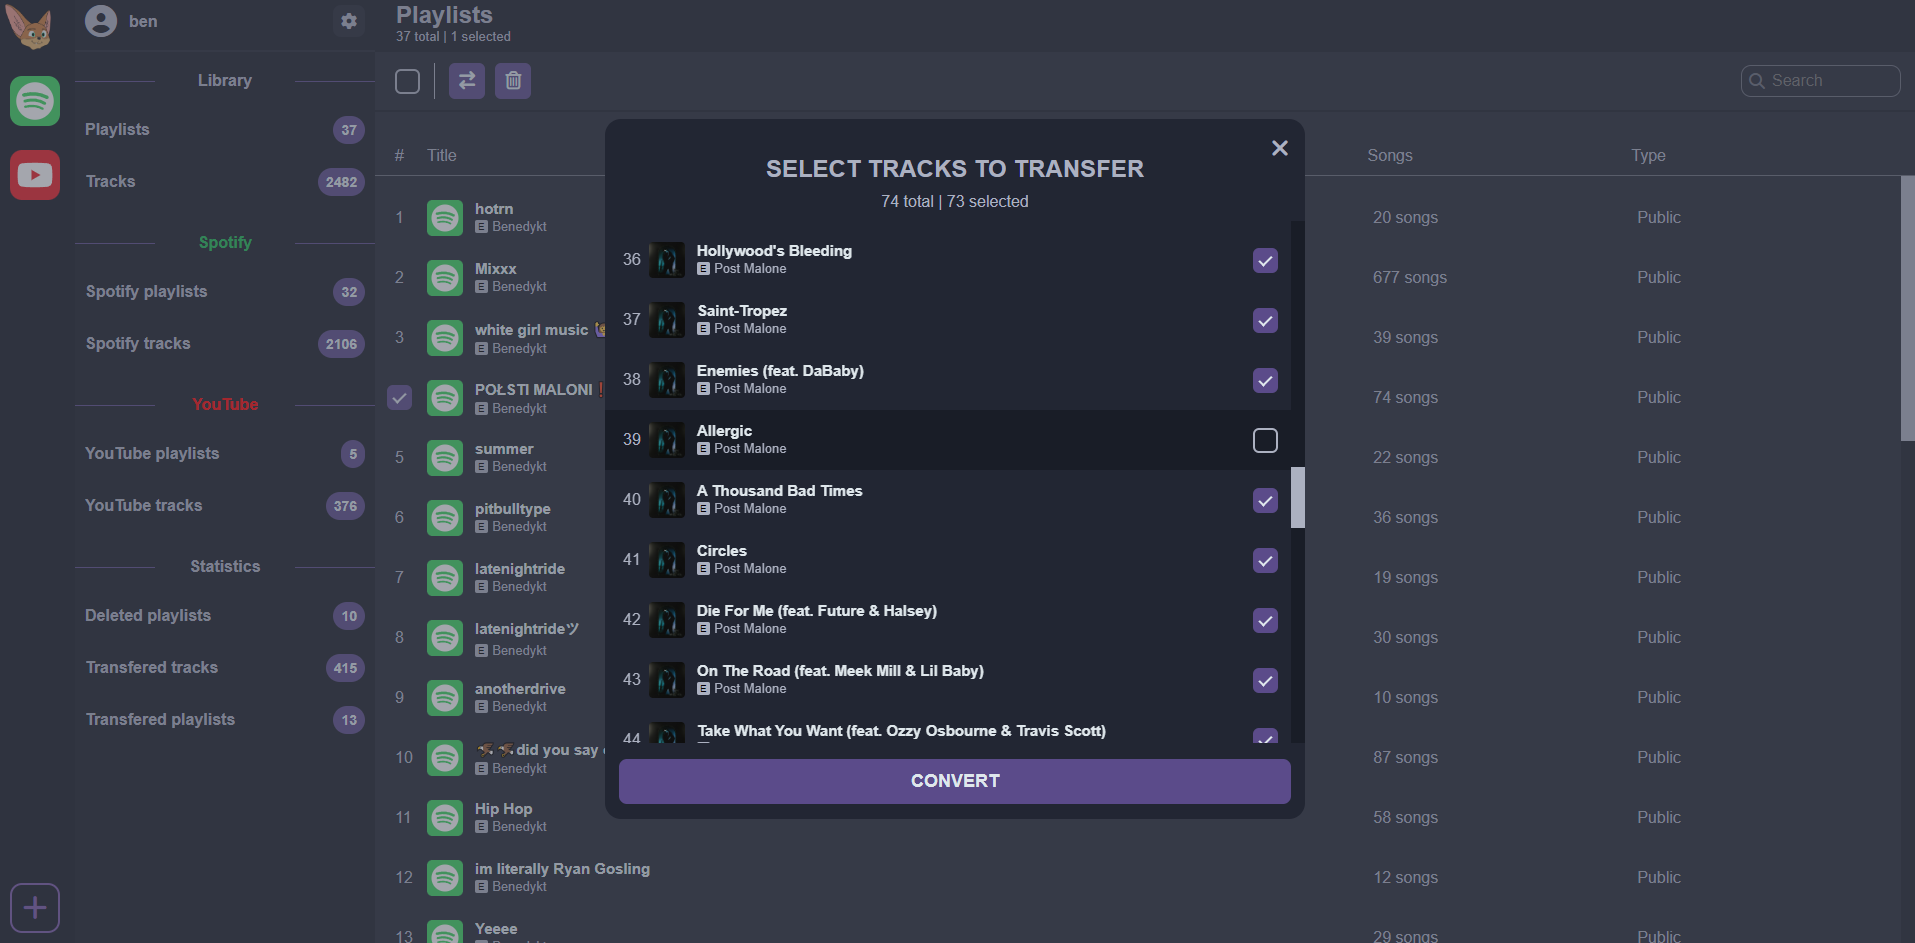 ben
Library
Playlists 37
Tracks 2482
Spotify
Spotify playlists 32
Spotify tracks 2106
YouTube
YouTube playlists 5
YouTube tracks 376
Statistics
Deleted playlists 10
Transfered tracks 415
Transfered playlists 13
Playlists
37 total | 1 selected
Search
# Title Songs Type
1 hotrn 20 songs Public
E Benedykt
2 Mixxx 677 songs Public
E Benedykt
3 white girl music 39 songs Public
E Benedykt
POŁSTI MALONI ❗ 74 songs Public
E Benedykt
5 summer 22 songs Public
E Benedykt
6 pitbulltype 36 songs Public
E Benedykt
7 latenightride 19 songs Public
E Benedykt
8 latenightrideツ 30 songs Public
E Benedykt
9 anotherdrive 10 songs Public
E Benedykt
10 did you say 87 songs Public
E Benedykt
11 Hip Hop 58 songs Public
E Benedykt
12 im literally Ryan Gosling 12 songs Public
E Benedykt
13 Yeeee 29 songs Public
SELECT TRACKS TO TRANSFER
74 total | 73 selected
36 Hollywood's Bleeding
E Post Malone
37 Saint-Tropez
E Post Malone
38 Enemies (feat. DaBaby)
E Post Malone
39 Allergic
E Post Malone
40 A Thousand Bad Times
E Post Malone
41 Circles
E Post Malone
42 Die For Me (feat. Future & Halsey)
E Post Malone
43 On The Road (feat. Meek Mill & Lil Baby)
E Post Malone
44 Take What You Want (feat. Ozzy Osbourne & Travis Scott)
CONVERT